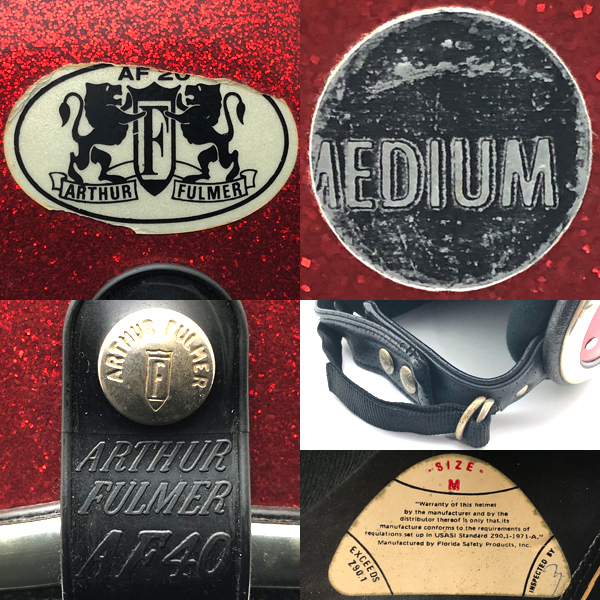 AF 20
ARTHUR FULMER
F
MEDIUM
ARTHUR FULMER
F
ARTHUR
FULMER
AF40
- SIZE -
M
"Warranty of this helmet
by the manufacturer and by the
distributor thereof is only that, its
manufacture conforms to the requirements of
regulations set up in USASI Standard Z90.1-1971-A."
Manufactured by Florida Safety Products, Inc.
EXCEEDS
Z90.1
INSPECTED BY